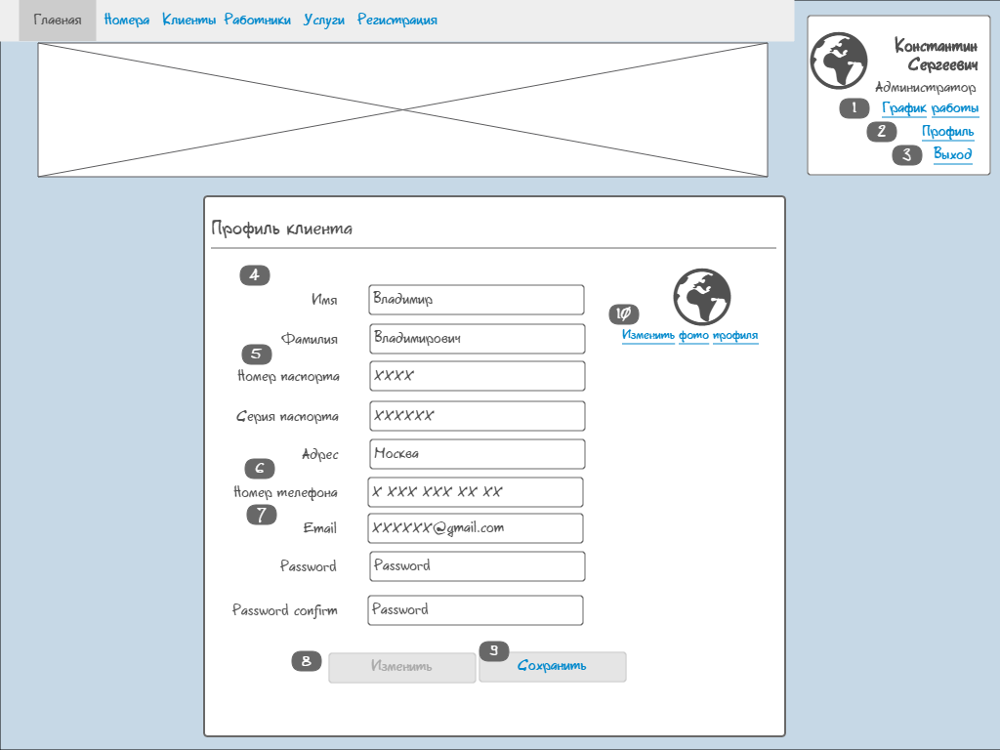 Главная Номера Клиенты Работники Услуги Регистрация
Константин
Сергеевич
Администратор
1 График работы
2 Профиль
3 Выход
Профиль клиента
4
Имя Владимир
10
Изменить фото профиля
Фамилия Владимирович
5
Номер паспорта XXXX
Серия паспорта XXXXXX
Адрес Москва
6
Номер телефона X XXX XXX XX XX
7
Email XXXXXX@gmail.com
Password Password
Password confirm Password
8 Изменить 9 Сохранить